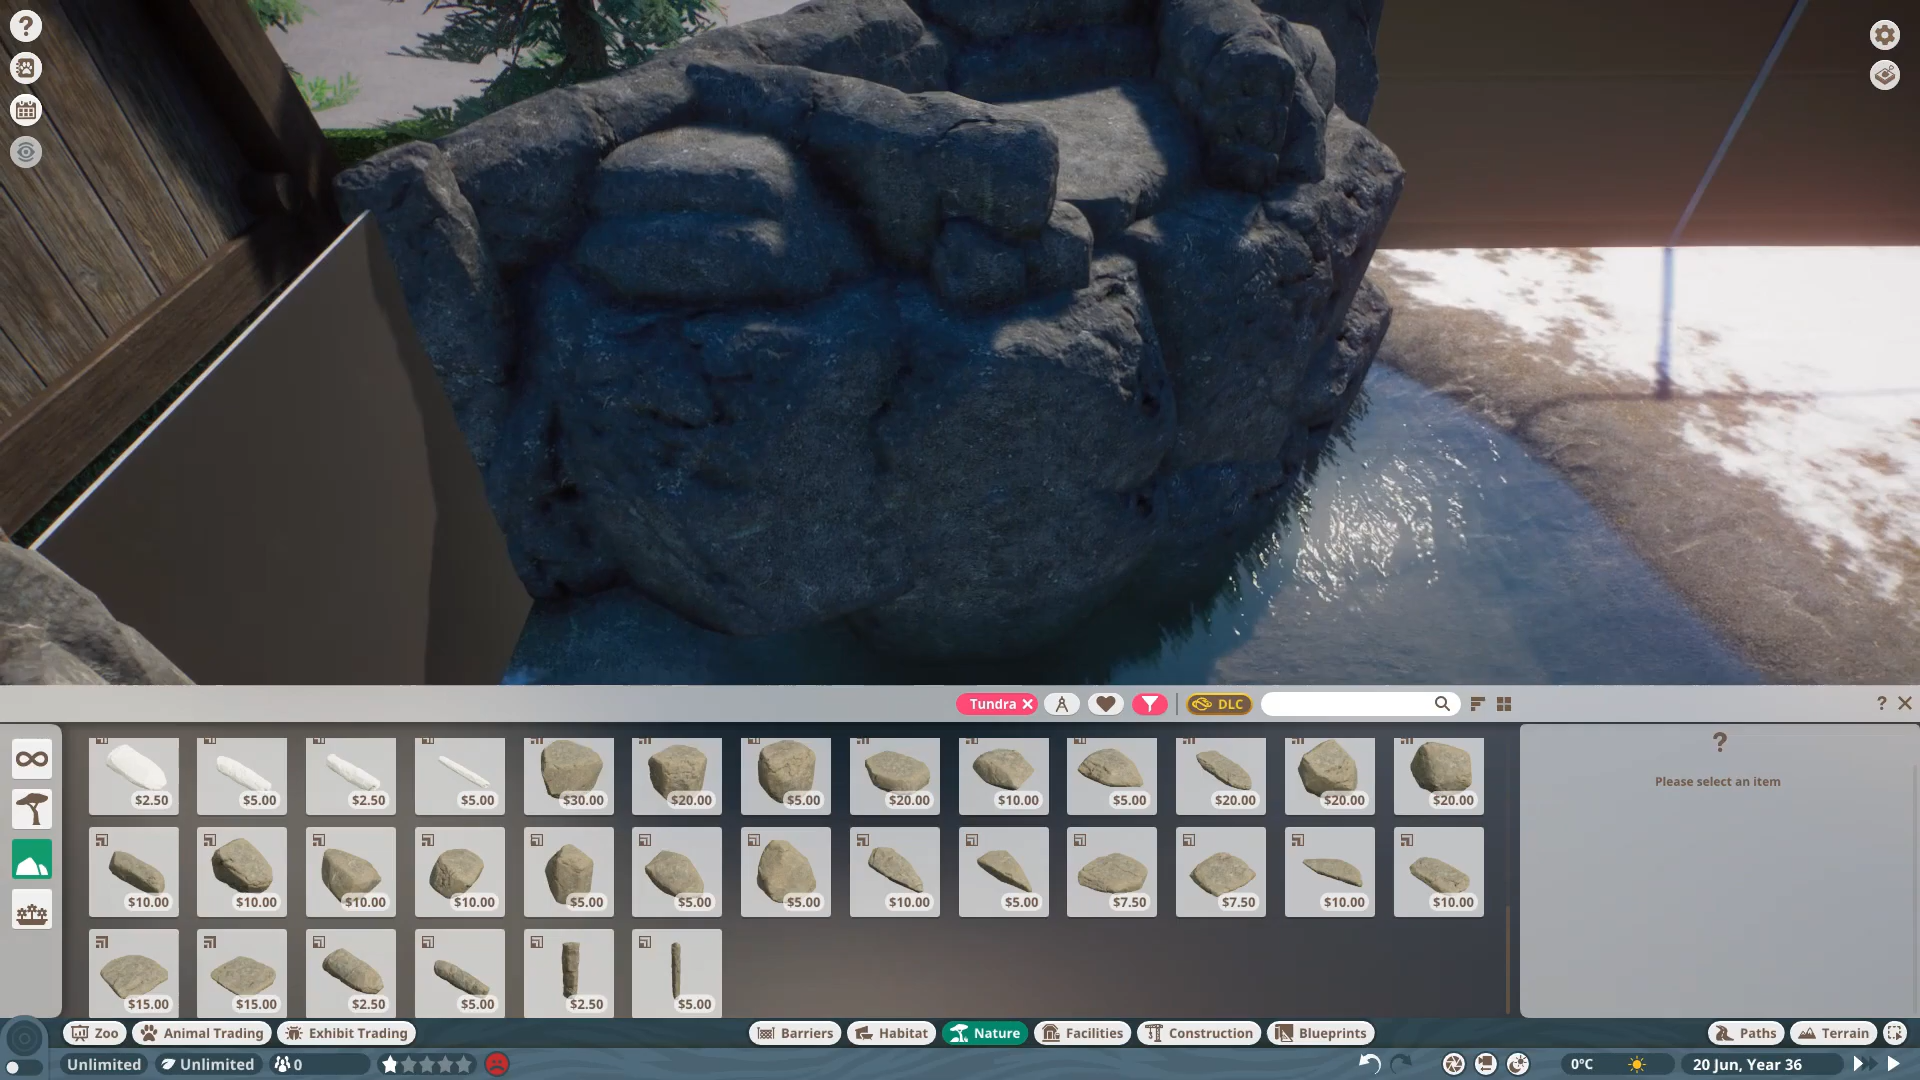 ?
Tundra ✕
DLC
?
$2.50 $5.00 $2.50 $5.00 $30.00 $20.00 $5.00 $20.00 $10.00 $5.00 $20.00 $20.00 $20.00
$10.00 $10.00 $10.00 $10.00 $5.00 $5.00 $5.00 $10.00 $5.00 $7.50 $7.50 $10.00 $10.00
$15.00 $15.00 $2.50 $5.00 $2.50 $5.00
?
Please select an item
Zoo Animal Trading Exhibit Trading Barriers Habitat Nature Facilities Construction Blueprints Paths Terrain
Unlimited Unlimited 0 0°C 20 Jun, Year 36